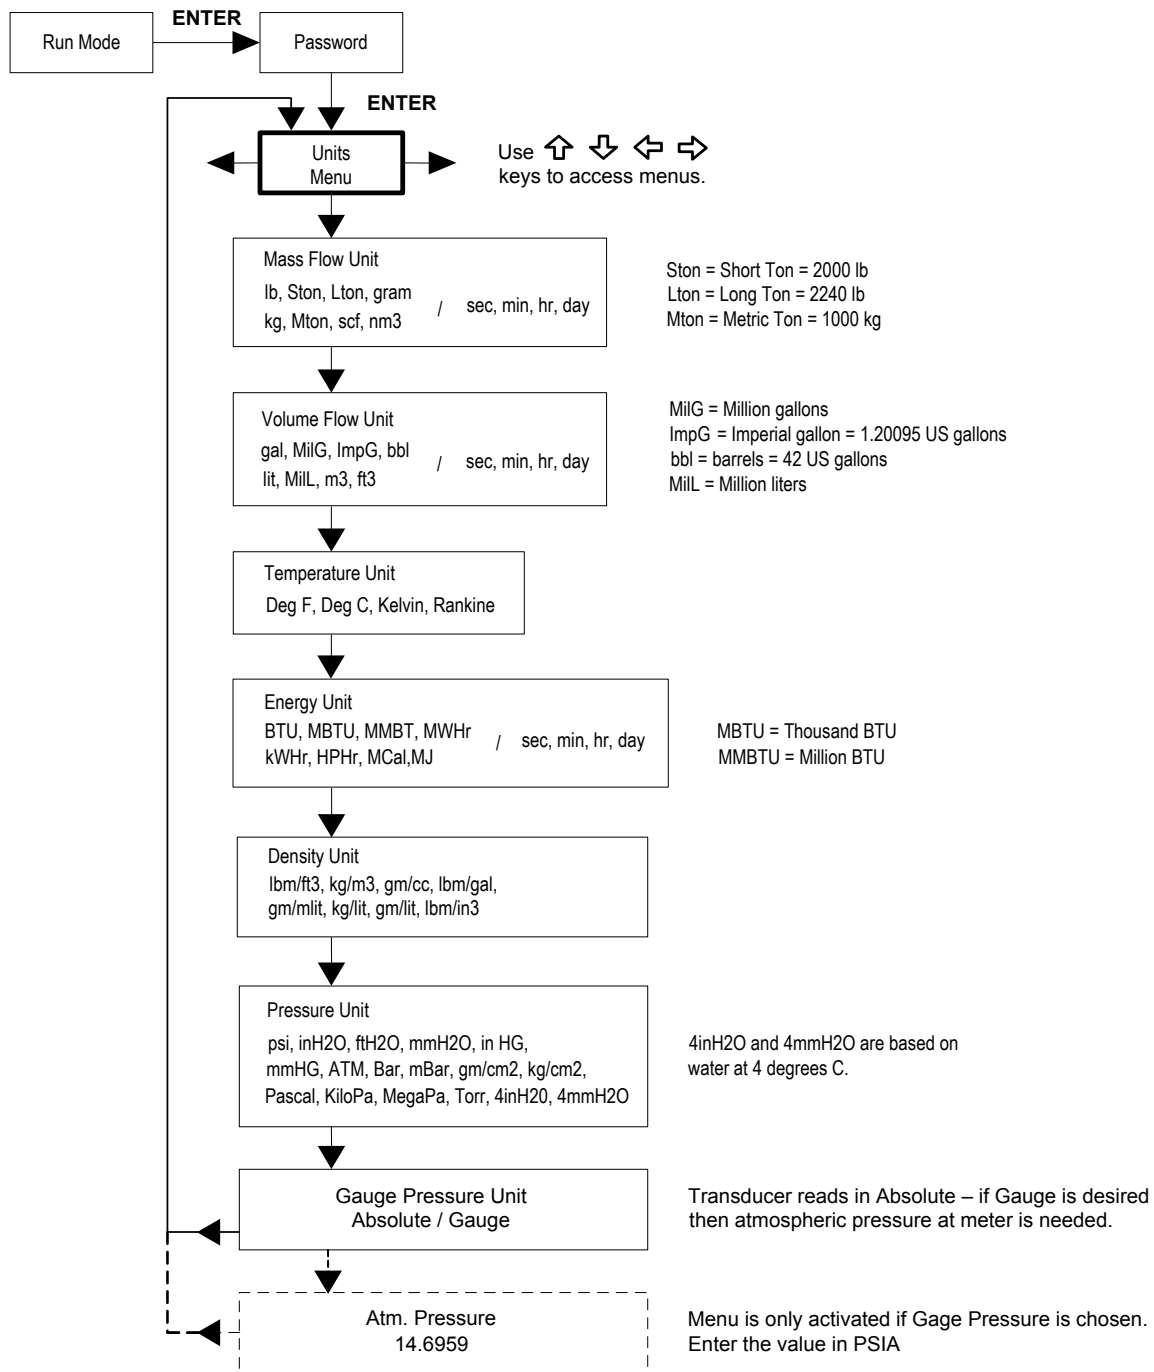 ENTER
Run Mode
Password
ENTER
Units
Menu
Use
keys to access menus.
Mass Flow Unit
lb, Ston, Lton, gram
kg, Mton, scf, nm3
/ sec, min, hr, day
Ston = Short Ton = 2000 lb
Lton = Long Ton = 2240 lb
Mton = Metric Ton = 1000 kg
Volume Flow Unit
gal, MilG, ImpG, bbl
lit, MilL, m3, ft3
/ sec, min, hr, day
MilG = Million gallons
ImpG = Imperial gallon = 1.20095 US gallons
bbl = barrels = 42 US gallons
MilL = Million liters
Temperature Unit
Deg F, Deg C, Kelvin, Rankine
Energy Unit
BTU, MBTU, MMBT, MWHr
kWHr, HPHr, MCal,MJ
/ sec, min, hr, day
MBTU = Thousand BTU
MMBTU = Million BTU
Density Unit
lbm/ft3, kg/m3, gm/cc, lbm/gal,
gm/mlit, kg/lit, gm/lit, lbm/in3
Pressure Unit
psi, inH2O, ftH2O, mmH2O, in HG,
mmHG, ATM, Bar, mBar, gm/cm2, kg/cm2,
Pascal, KiloPa, MegaPa, Torr, 4inH20, 4mmH2O
4inH2O and 4mmH2O are based on
water at 4 degrees C.
Gauge Pressure Unit
Absolute / Gauge
Transducer reads in Absolute – if Gauge is desired
then atmospheric pressure at meter is needed.
Atm. Pressure
14.6959
Menu is only activated if Gage Pressure is chosen.
Enter the value in PSIA